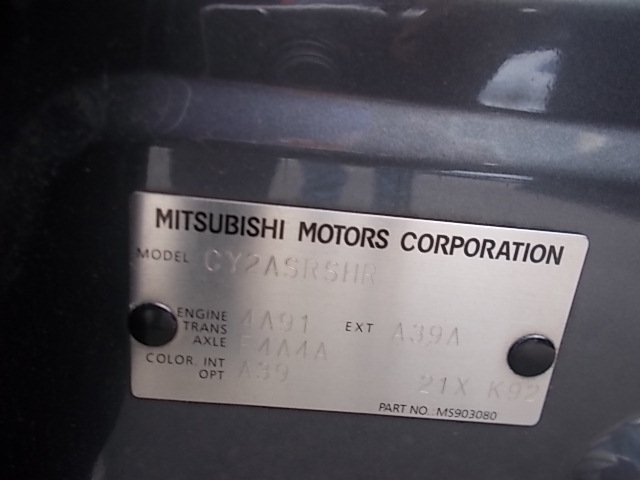 MITSUBISHI MOTORS CORPORATION
MODEL CY2ASRSHR
ENGINE 4A91 EXT A39A
TRANS
AXLE F4A4A
COLOR. INT A39
OPT 21X K92
PART NO. MS903080